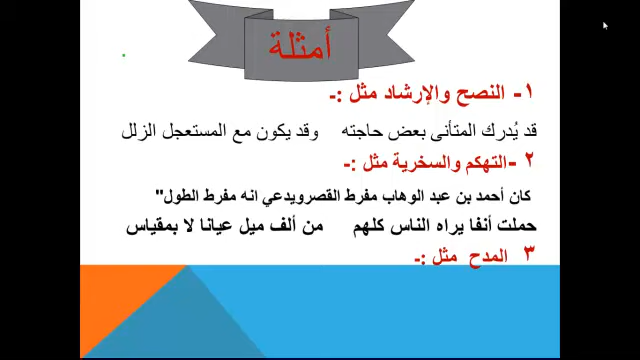 أمثلة
١- النصح والإرشاد مثل :-
قد يُدرك المتأنى بعض حاجته وقد يكون مع المستعجل الزلل
٢ -التهكم والسخرية مثل :-
كان أحمد بن عبد الوهاب مفرط القصرويدعي انه مفرط الطول"
حملت أنفا يراه الناس كلهم من ألف ميل عيانا لا بمقياس
٣ المدح مثل :-